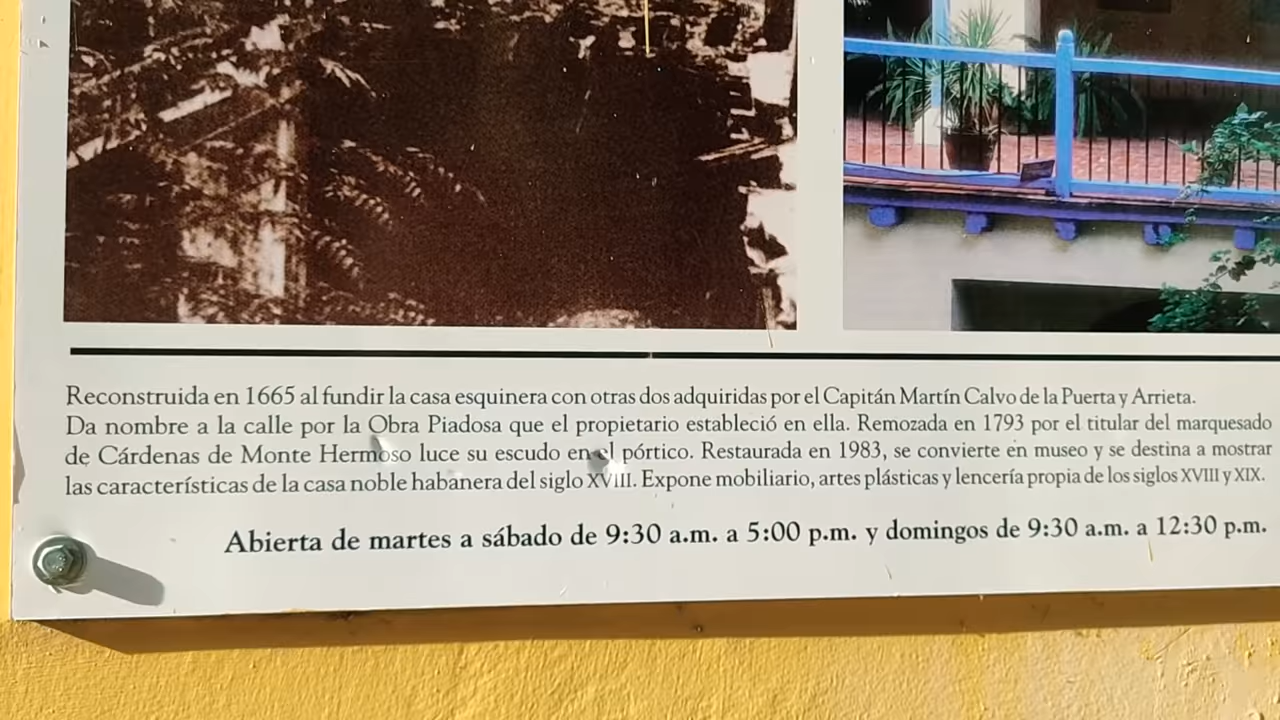 Reconstruida en 1665 al fundir la casa esquinera con otras dos adquiridas por el Capitán Martín Calvo de la Puerta y Arrieta.
Da nombre a la calle por la Obra Piadosa que el propietario estableció en ella. Remozada en 1793 por el titular del marquesado
de Cárdenas de Monte Hermoso luce su escudo en el pórtico. Restaurada en 1983, se convierte en museo y se destina a mostrar
las características de la casa noble habanera del siglo XVIII. Expone mobiliario, artes plásticas y lencería propia de los siglos XVIII y XIX.
Abierta de martes a sábado de 9:30 a.m. a 5:00 p.m. y domingos de 9:30 a.m. a 12:30 p.m.